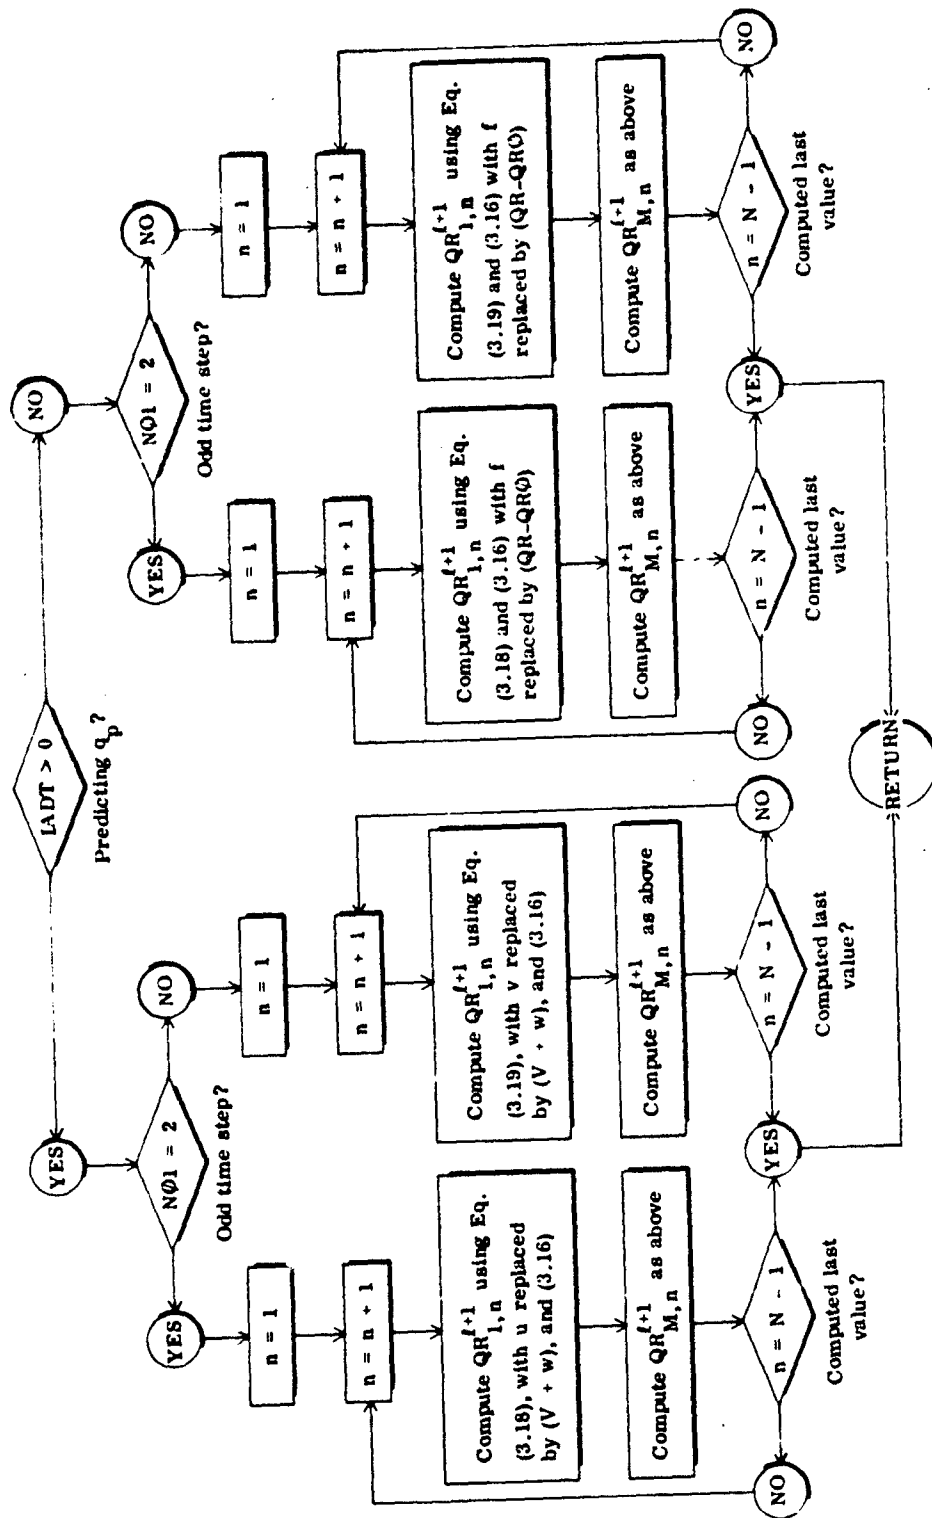 IADT > 0
Predicting q_p?
YES
NO
NØ1 = 2
Odd time step?
YES
NO
NØ1 = 2
Odd time step?
YES
NO
n = 1
n = n + 1
Compute QR^{ℓ+1}_{1,n} using Eq.
(3.18), with u replaced
by (V + w), and (3.16)
Compute QR^{ℓ+1}_{M,n} as above
n = N - 1
Computed last
value?
NO
YES
n = 1
n = n + 1
Compute QR^{ℓ+1}_{1,n} using Eq.
(3.19), with v replaced
by (V + w), and (3.16)
Compute QR^{ℓ+1}_{M,n} as above
n = N - 1
Computed last
value?
NO
n = 1
n = n + 1
Compute QR^{ℓ+1}_{1,n} using Eq.
(3.18) and (3.16) with f
replaced by (QR-QRØ)
Compute QR^{ℓ+1}_{M,n} as above
n = N - 1
Computed last
value?
NO
YES
n = 1
n = n + 1
Compute QR^{ℓ+1}_{1,n} using Eq.
(3.19) and (3.16) with f
replaced by (QR-QRØ)
Compute QR^{ℓ+1}_{M,n} as above
n = N - 1
Computed last
value?
NO
RETURN